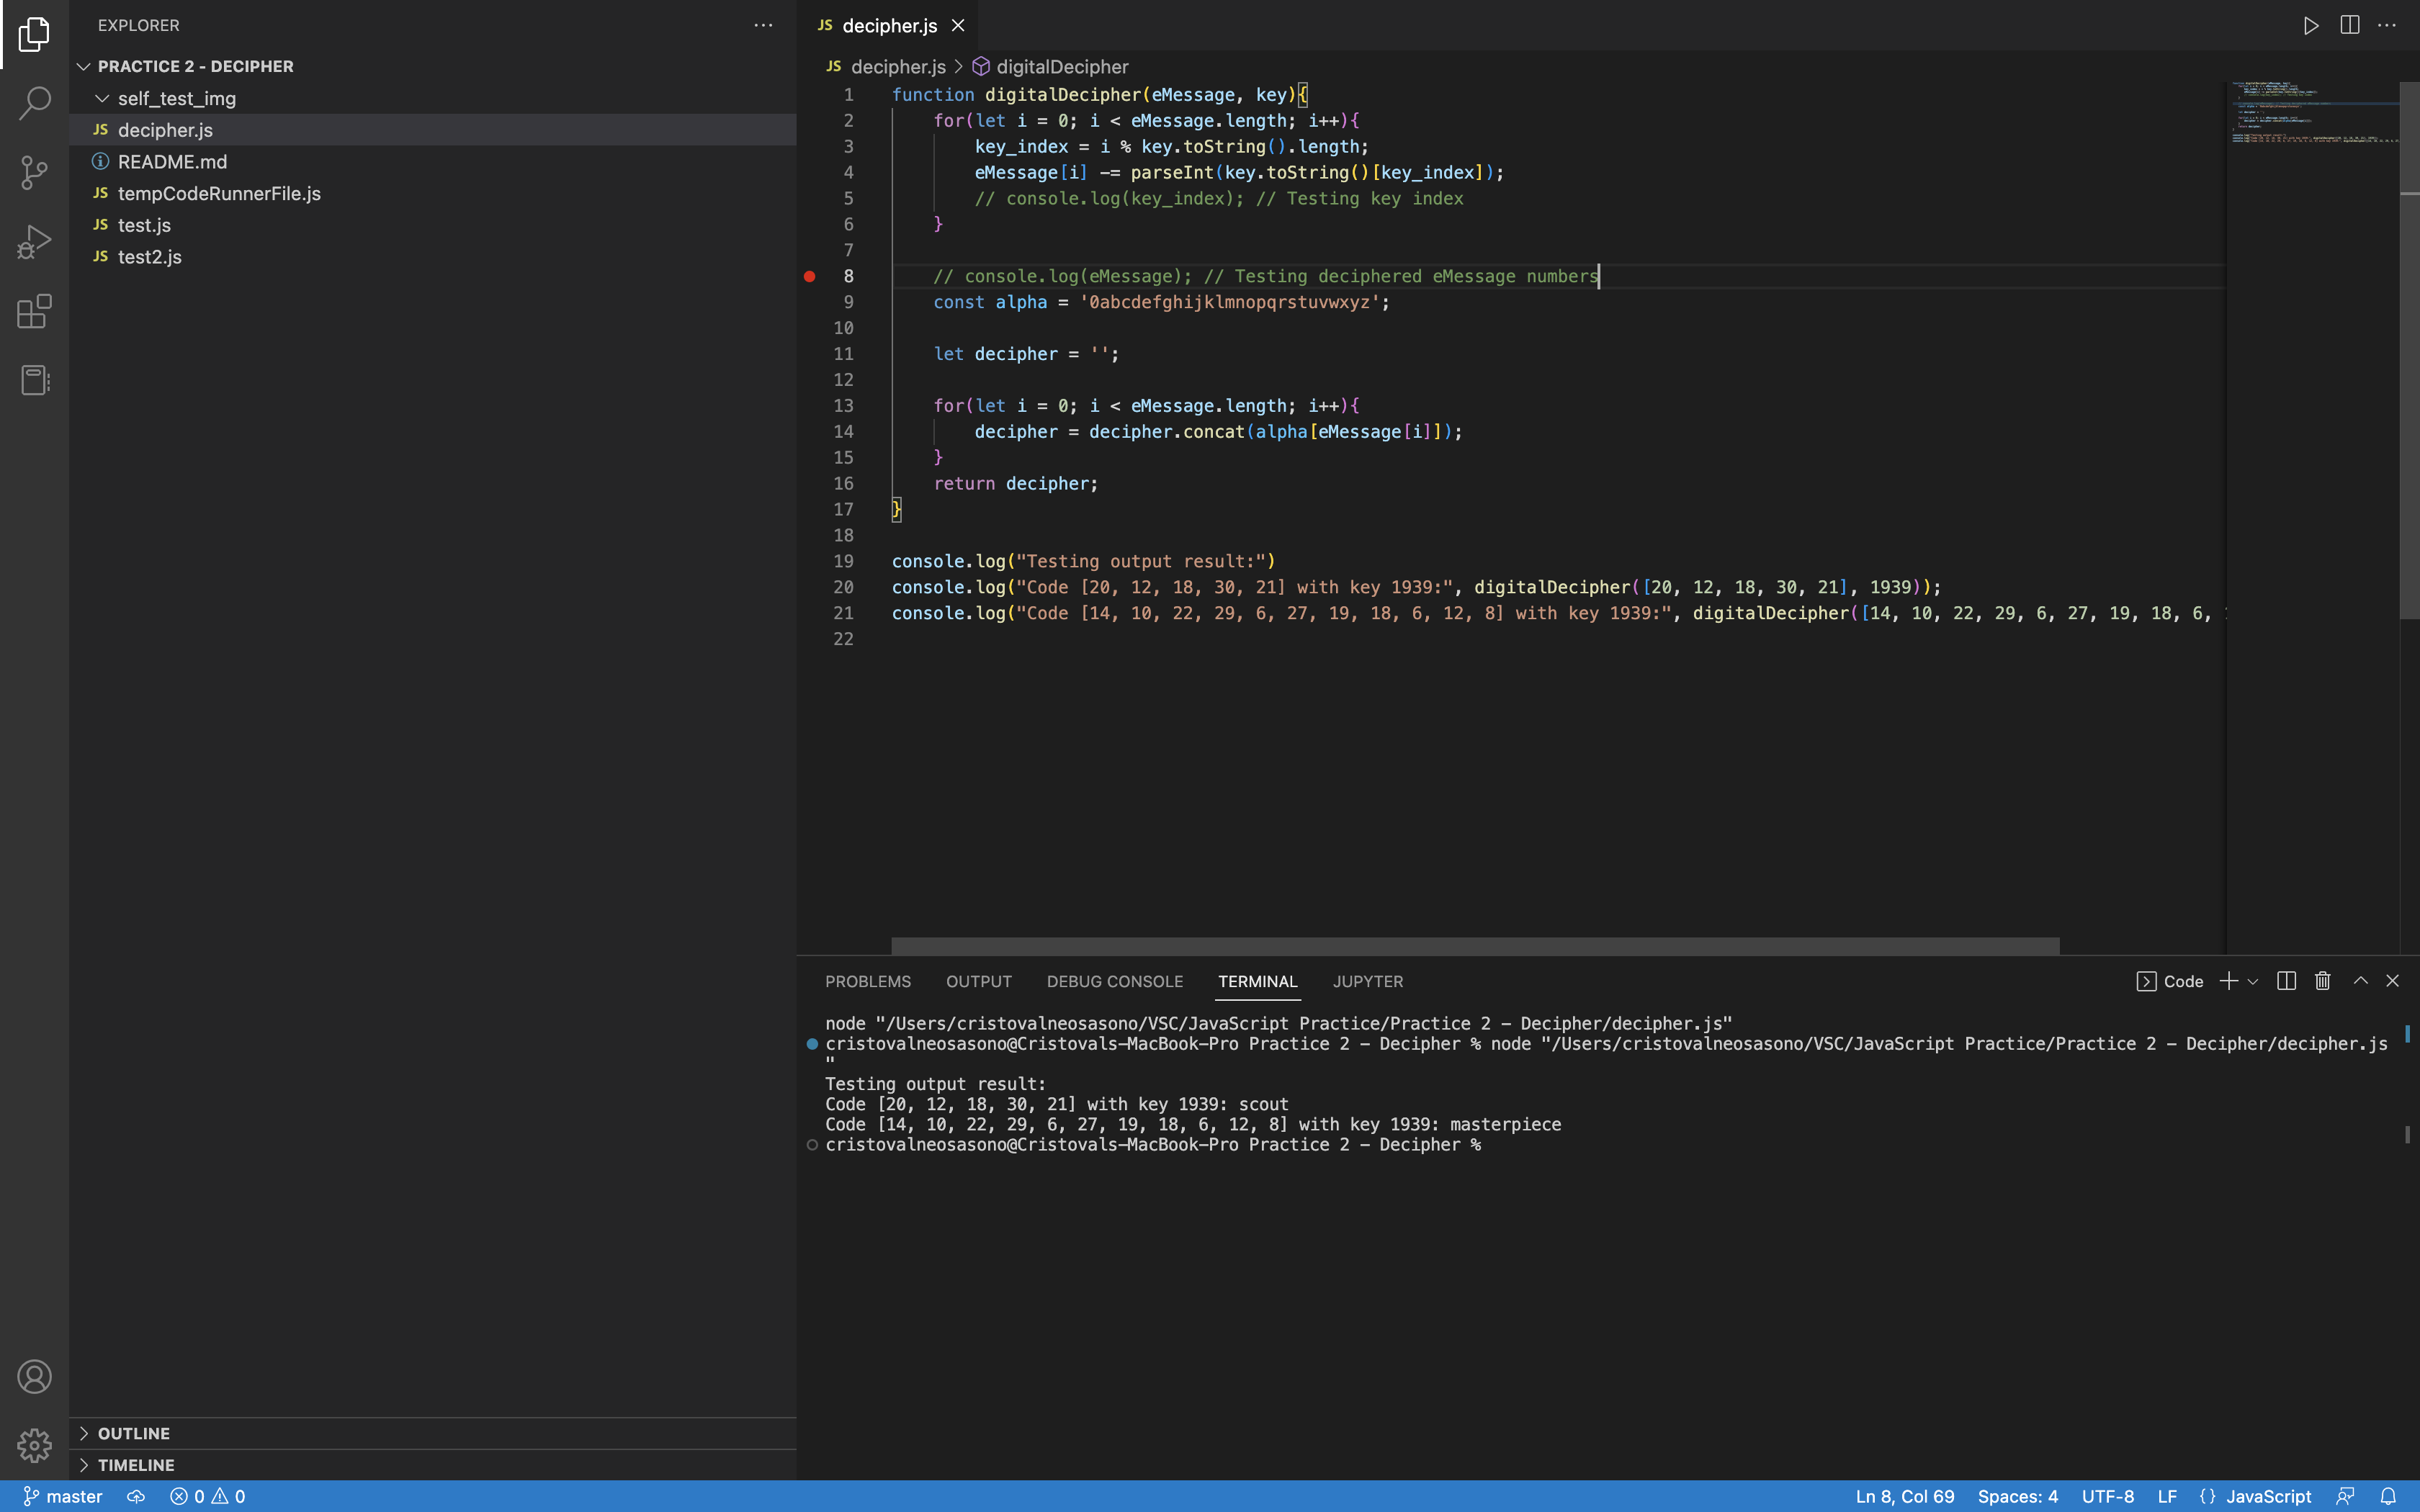 EXPLORER
PRACTICE 2 - DECIPHER
self_test_img
JS decipher.js
README.md
JS tempCodeRunnerFile.js
JS test.js
JS test2.js
OUTLINE
TIMELINE
JS decipher.js
JS decipher.js > digitalDecipher
1 function digitalDecipher(eMessage, key){
2 for(let i = 0; i < eMessage.length; i++){
3 key_index = i % key.toString().length;
4 eMessage[i] -= parseInt(key.toString()[key_index]);
5 // console.log(key_index); // Testing key index
6 }
7
8 // console.log(eMessage); // Testing deciphered eMessage numbers
9 const alpha = '0abcdefghijklmnopqrstuvwxyz';
10
11 let decipher = '';
12
13 for(let i = 0; i < eMessage.length; i++){
14 decipher = decipher.concat(alpha[eMessage[i]]);
15 }
16 return decipher;
17 }
18
19 console.log("Testing output result:")
20 console.log("Code [20, 12, 18, 30, 21] with key 1939:", digitalDecipher([20, 12, 18, 30, 21], 1939));
21 console.log("Code [14, 10, 22, 29, 6, 27, 19, 18, 6, 12, 8] with key 1939:", digitalDecipher([14, 10, 22, 29, 6, 27, 19, 18, 6,
22
PROBLEMS OUTPUT DEBUG CONSOLE TERMINAL JUPYTER Code
node "/Users/cristovalneosasono/VSC/JavaScript Practice/Practice 2 - Decipher/decipher.js"
cristovalneosasono@Cristovals-MacBook-Pro Practice 2 - Decipher % node "/Users/cristovalneosasono/VSC/JavaScript Practice/Practice 2 - Decipher/decipher.js
"
Testing output result:
Code [20, 12, 18, 30, 21] with key 1939: scout
Code [14, 10, 22, 29, 6, 27, 19, 18, 6, 12, 8] with key 1939: masterpiece
cristovalneosasono@Cristovals-MacBook-Pro Practice 2 - Decipher %
master 0 0 Ln 8, Col 69 Spaces: 4 UTF-8 LF {} JavaScript